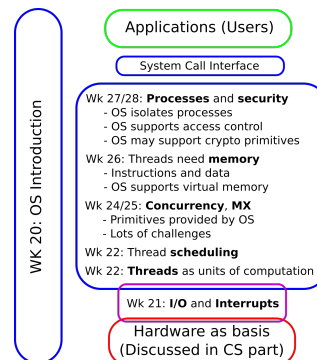 WK 20: OS Introduction
Applications (Users)
System Call Interface
Wk 27/28: Processes and security
- OS isolates processes
- OS supports access control
- OS may support crypto primitives
Wk 26: Threads need memory
- Instructions and data
- OS supports virtual memory
Wk 24/25: Concurrency, MX
- Primitives provided by OS
- Lots of challenges
Wk 22: Thread scheduling
Wk 22: Threads as units of computation
Wk 21: I/O and Interrupts
Hardware as basis
(Discussed in CS part)